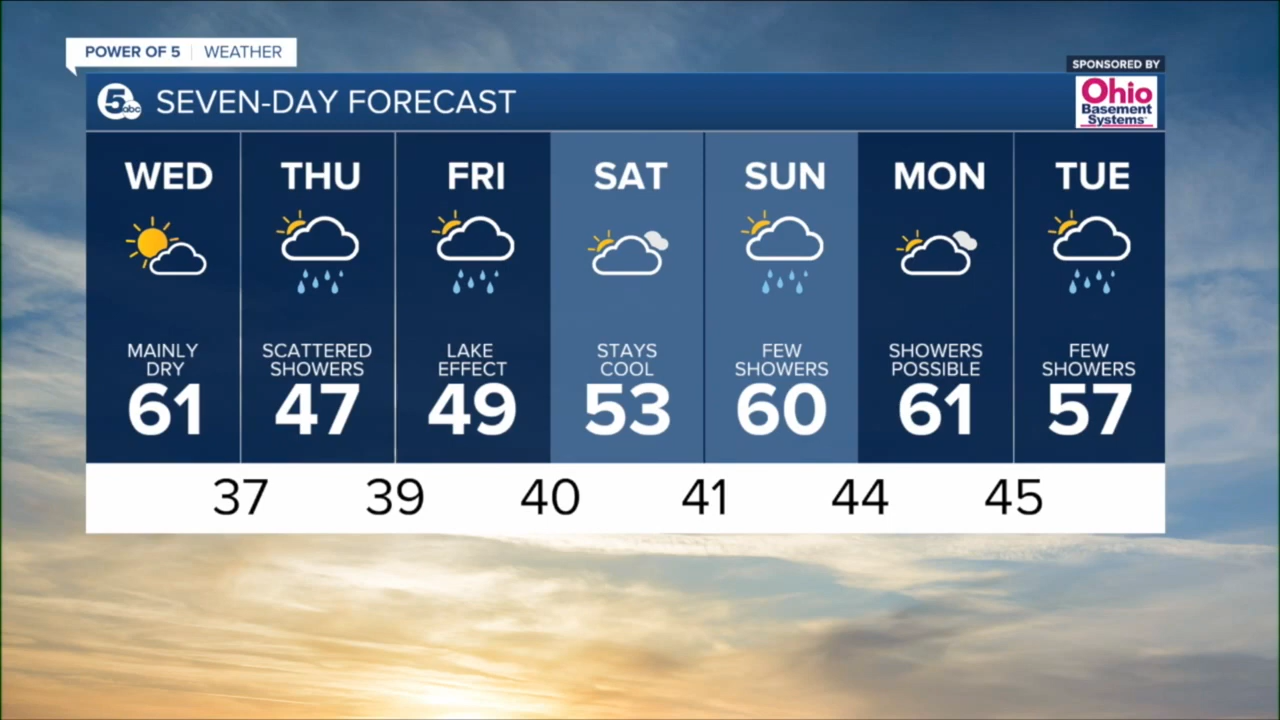 POWER OF 5 | WEATHER
SPONSORED BY
5 abc SEVEN-DAY FORECAST
Ohio
Basement
Systems
WED THU FRI SAT SUN MON TUE
MAINLY SCATTERED LAKE STAYS FEW SHOWERS FEW
DRY SHOWERS EFFECT COOL SHOWERS POSSIBLE SHOWERS
61 47 49 53 60 61 57
37 39 40 41 44 45